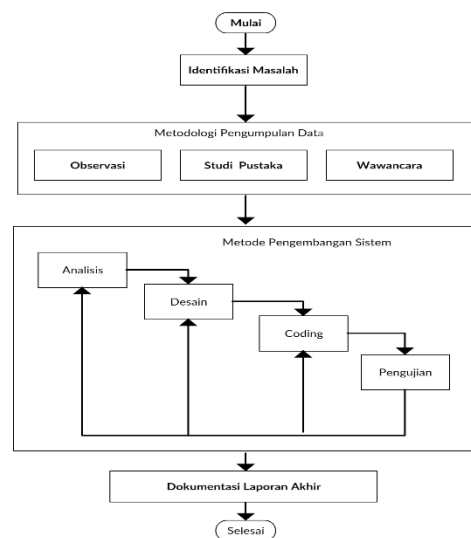 Mulai
Identifikasi Masalah
Metodologi Pengumpulan Data
Observasi
Studi Pustaka
Wawancara
Metode Pengembangan Sistem
Analisis
Desain
Coding
Pengujian
Dokumentasi Laporan Akhir
Selesai